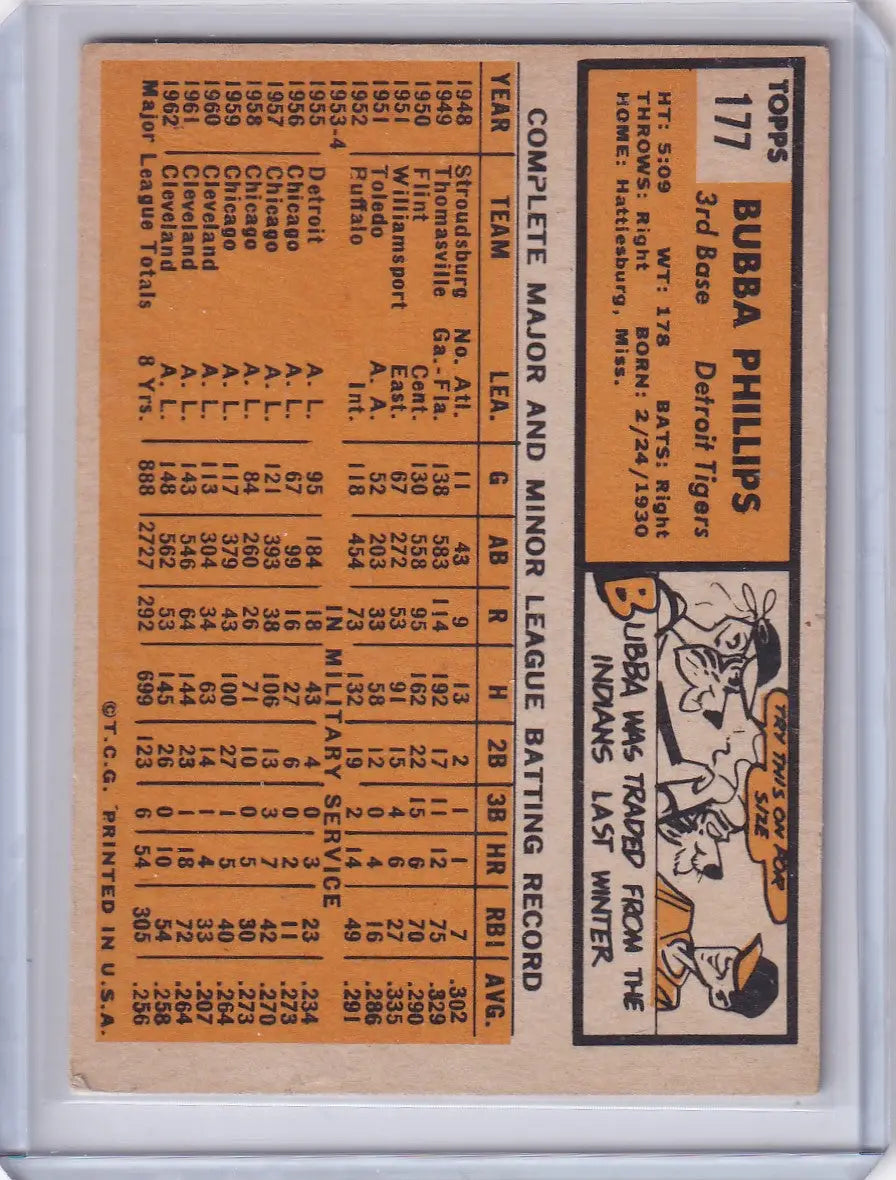 TOPPS
177
BUBBA PHILLIPS
3rd Base Detroit Tigers
HT: 5:09 WT: 178 BATS: Right
THROWS: Right BORN: 2/24/1930
HOME: Hattiesburg, Miss.
TRY THIS ON FOR
SIZE
BUBBA WAS TRADED FROM THE
INDIANS LAST WINTER
COMPLETE MAJOR AND MINOR LEAGUE BATTING RECORD
YEAR TEAM LEA. G AB R H 2B 3B HR RBI AVG.
1948 Stroudsburg No. Atl. 11 43 9 13 2 1 1 7 .302
1949 Thomasville Ga.-Fla. 138 583 114 192 17 11 12 75 .329
1950 Flint Cent. 130 558 95 162 22 15 6 70 .290
1951 Williamsport East. 67 272 53 91 15 4 6 27 .335
1951 Toledo A. A. 52 203 33 58 12 0 4 16 .286
1952 Buffalo Int. 118 454 73 132 19 2 14 49 .291
1953-4 IN MILITARY SERVICE
1955 Detroit A. L. 95 184 18 43 4 0 3 23 .234
1956 Chicago A. L. 67 99 16 27 6 0 2 11 .273
1957 Chicago A. L. 121 393 38 106 13 3 7 42 .270
1958 Chicago A. L. 84 260 26 71 10 0 5 30 .273
1959 Chicago A. L. 117 379 43 100 27 1 5 40 .264
1960 Cleveland A. L. 113 304 34 63 14 1 4 33 .207
1961 Cleveland A. L. 143 546 64 144 23 1 18 72 .264
1962 Cleveland A. L. 148 562 53 145 26 0 10 54 .258
Major League Totals 8 Yrs. 888 2727 292 699 123 6 54 305 .256
©T.C.G. PRINTED IN U.S.A.